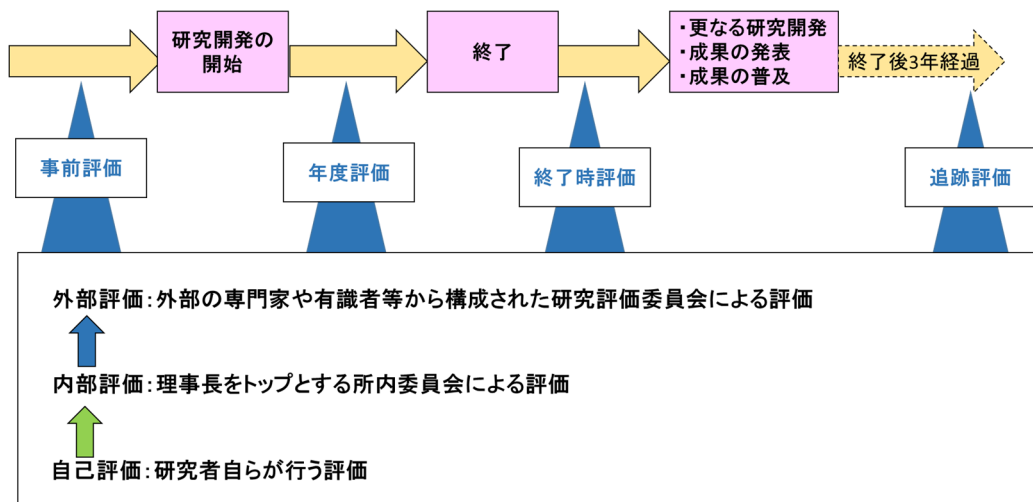 研究開発の
開始
終了
・更なる研究開発
・成果の発表
・成果の普及
終了後3年経過
事前評価
年度評価
終了時評価
追跡評価
外部評価：外部の専門家や有識者等から構成された研究評価委員会による評価
内部評価：理事長をトップとする所内委員会による評価
自己評価：研究者自らが行う評価